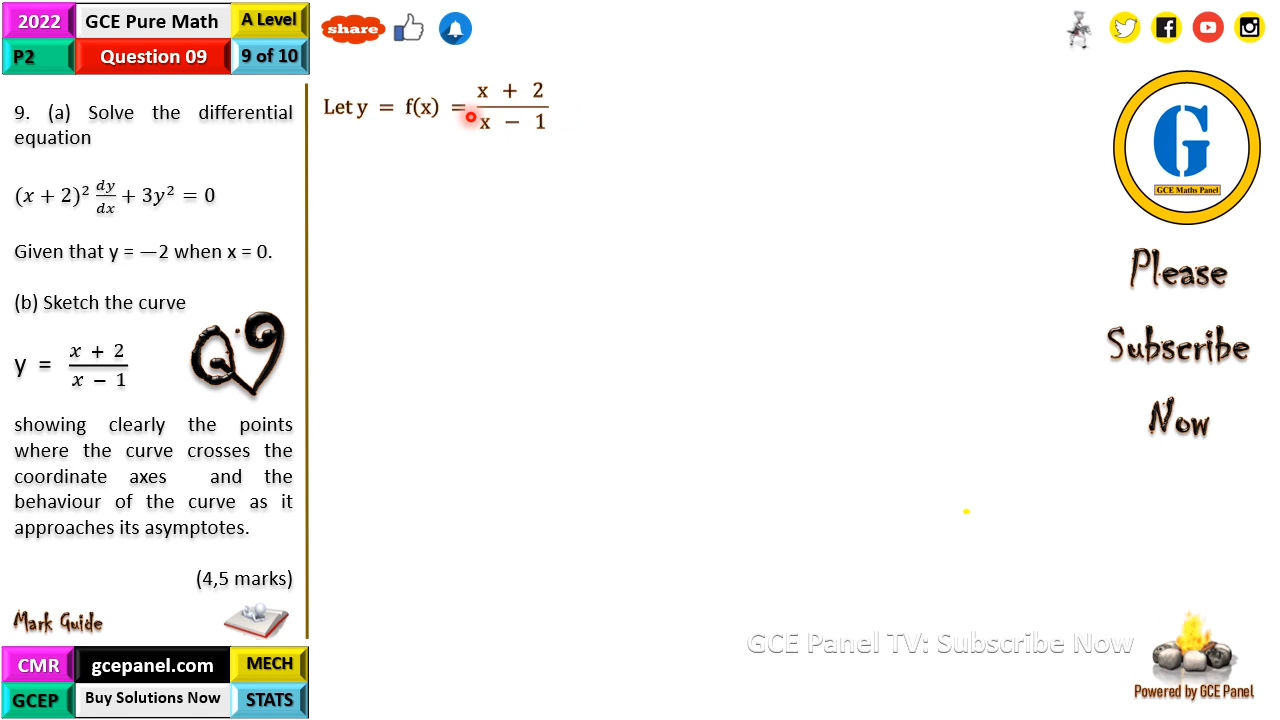 2022
GCE Pure Math
A Level
P2
Question 09
9 of 10
share
9. (a) Solve the differential
equation
(x + 2)² dy/dx + 3y² = 0
Given that y = —2 when x = 0.
(b) Sketch the curve
y = (x + 2)/(x − 1)
Q9
showing clearly the points
where the curve crosses the
coordinate axes and the
behaviour of the curve as it
approaches its asymptotes.
(4,5 marks)
Mark Guide
CMR
gcepanel.com
MECH
GCEP
Buy Solutions Now
STATS
Let y = f(x) = (x + 2)/(x − 1)
G
GCE Maths Panel
Please
Subscribe
Now
GCE Panel TV: Subscribe Now
Powered by GCE Panel